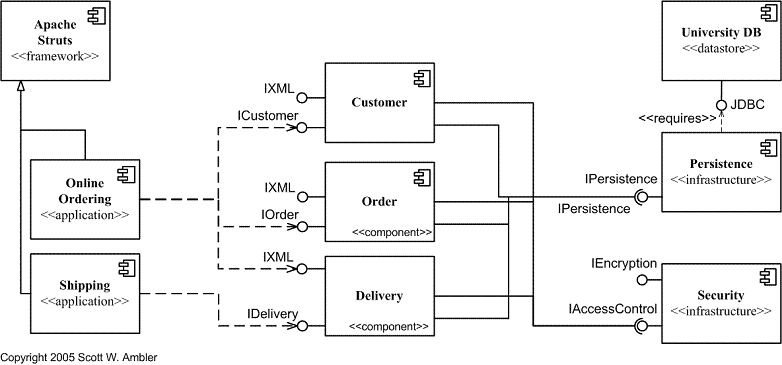 Apache
Struts
<<framework>>
University DB
<<datastore>>
IXML
Customer
ICustomer
JDBC
<<requires>>
Online
Ordering
<<application>>
IXML
Order
IOrder
<<component>>
IPersistence
IPersistence
Persistence
<<infrastructure>>
IXML
Delivery
IDelivery
<<component>>
Shipping
<<application>>
IEncryption
IAccessControl
Security
<<infrastructure>>
Copyright 2005 Scott W. Ambler